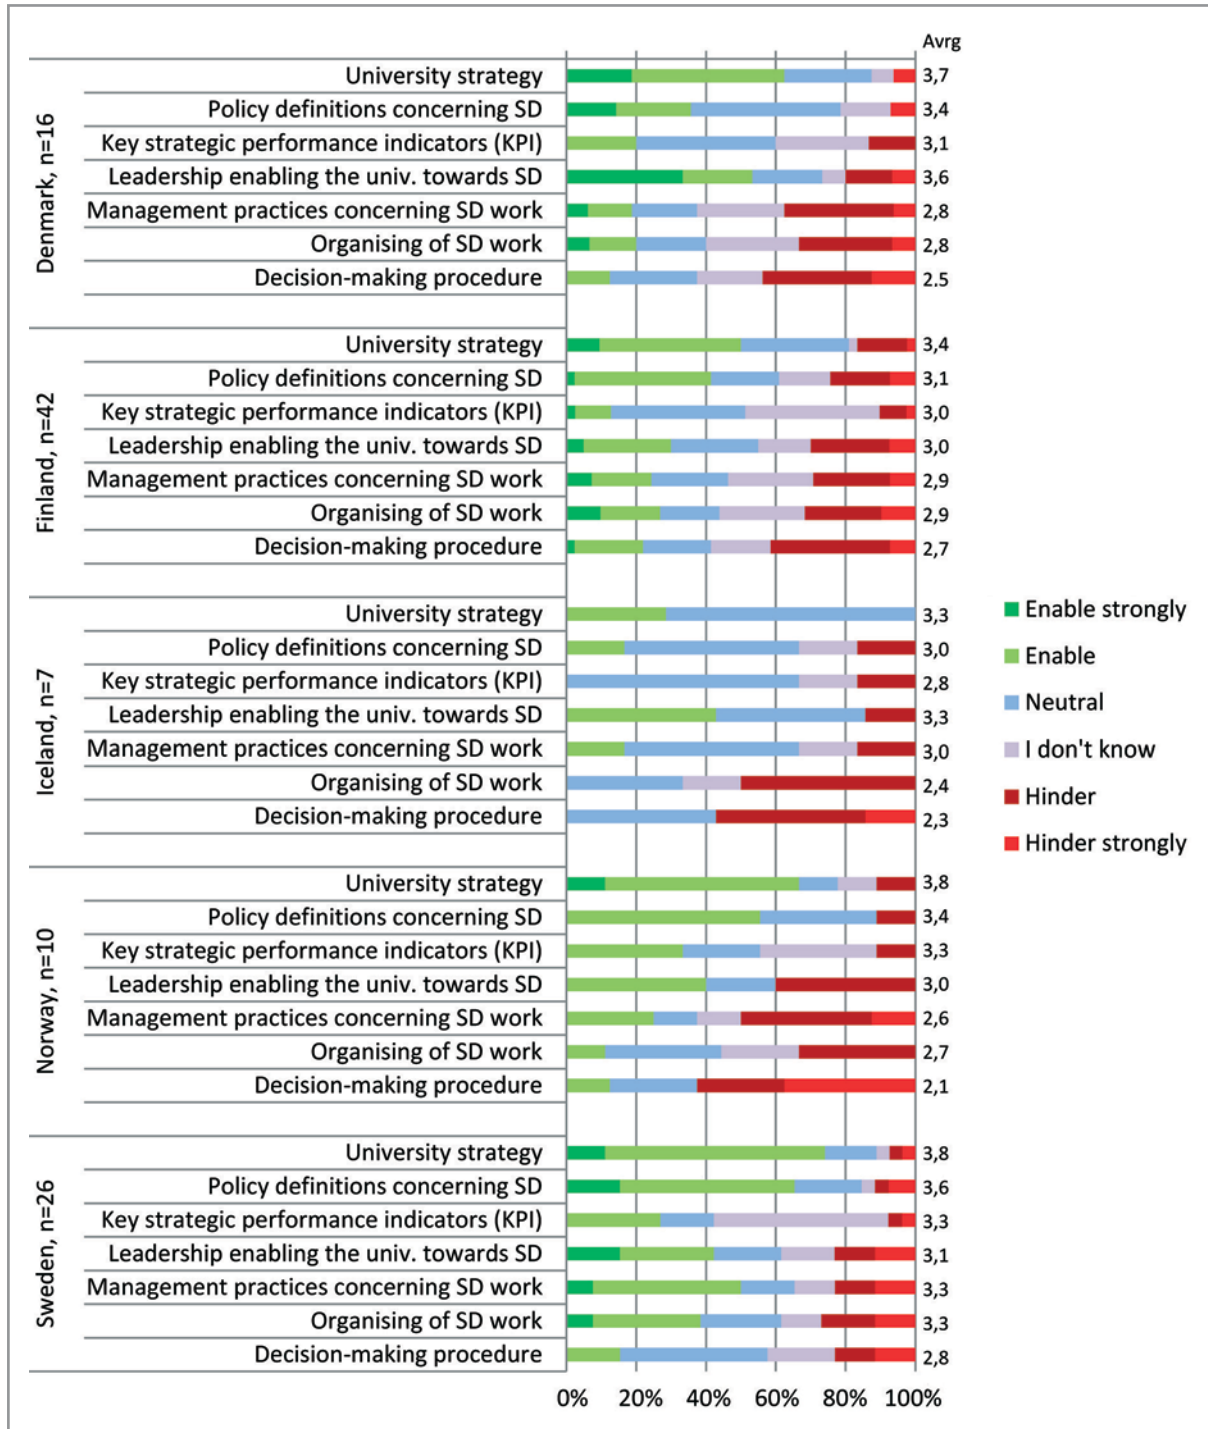 Avrg
Denmark, n=16
University strategy 3,7
Policy definitions concerning SD 3,4
Key strategic performance indicators (KPI) 3,1
Leadership enabling the univ. towards SD 3,6
Management practices concerning SD work 2,8
Organising of SD work 2,8
Decision-making procedure 2,5
Finland, n=42
University strategy 3,4
Policy definitions concerning SD 3,1
Key strategic performance indicators (KPI) 3,0
Leadership enabling the univ. towards SD 3,0
Management practices concerning SD work 2,9
Organising of SD work 2,9
Decision-making procedure 2,7
Iceland, n=7
University strategy 3,3
Policy definitions concerning SD 3,0
Key strategic performance indicators (KPI) 2,8
Leadership enabling the univ. towards SD 3,3
Management practices concerning SD work 3,0
Organising of SD work 2,4
Decision-making procedure 2,3
Norway, n=10
University strategy 3,8
Policy definitions concerning SD 3,4
Key strategic performance indicators (KPI) 3,3
Leadership enabling the univ. towards SD 3,0
Management practices concerning SD work 2,6
Organising of SD work 2,7
Decision-making procedure 2,1
Sweden, n=26
University strategy 3,8
Policy definitions concerning SD 3,6
Key strategic performance indicators (KPI) 3,3
Leadership enabling the univ. towards SD 3,1
Management practices concerning SD work 3,3
Organising of SD work 3,3
Decision-making procedure 2,8
0% 20% 40% 60% 80% 100%
Enable strongly
Enable
Neutral
I don't know
Hinder
Hinder strongly